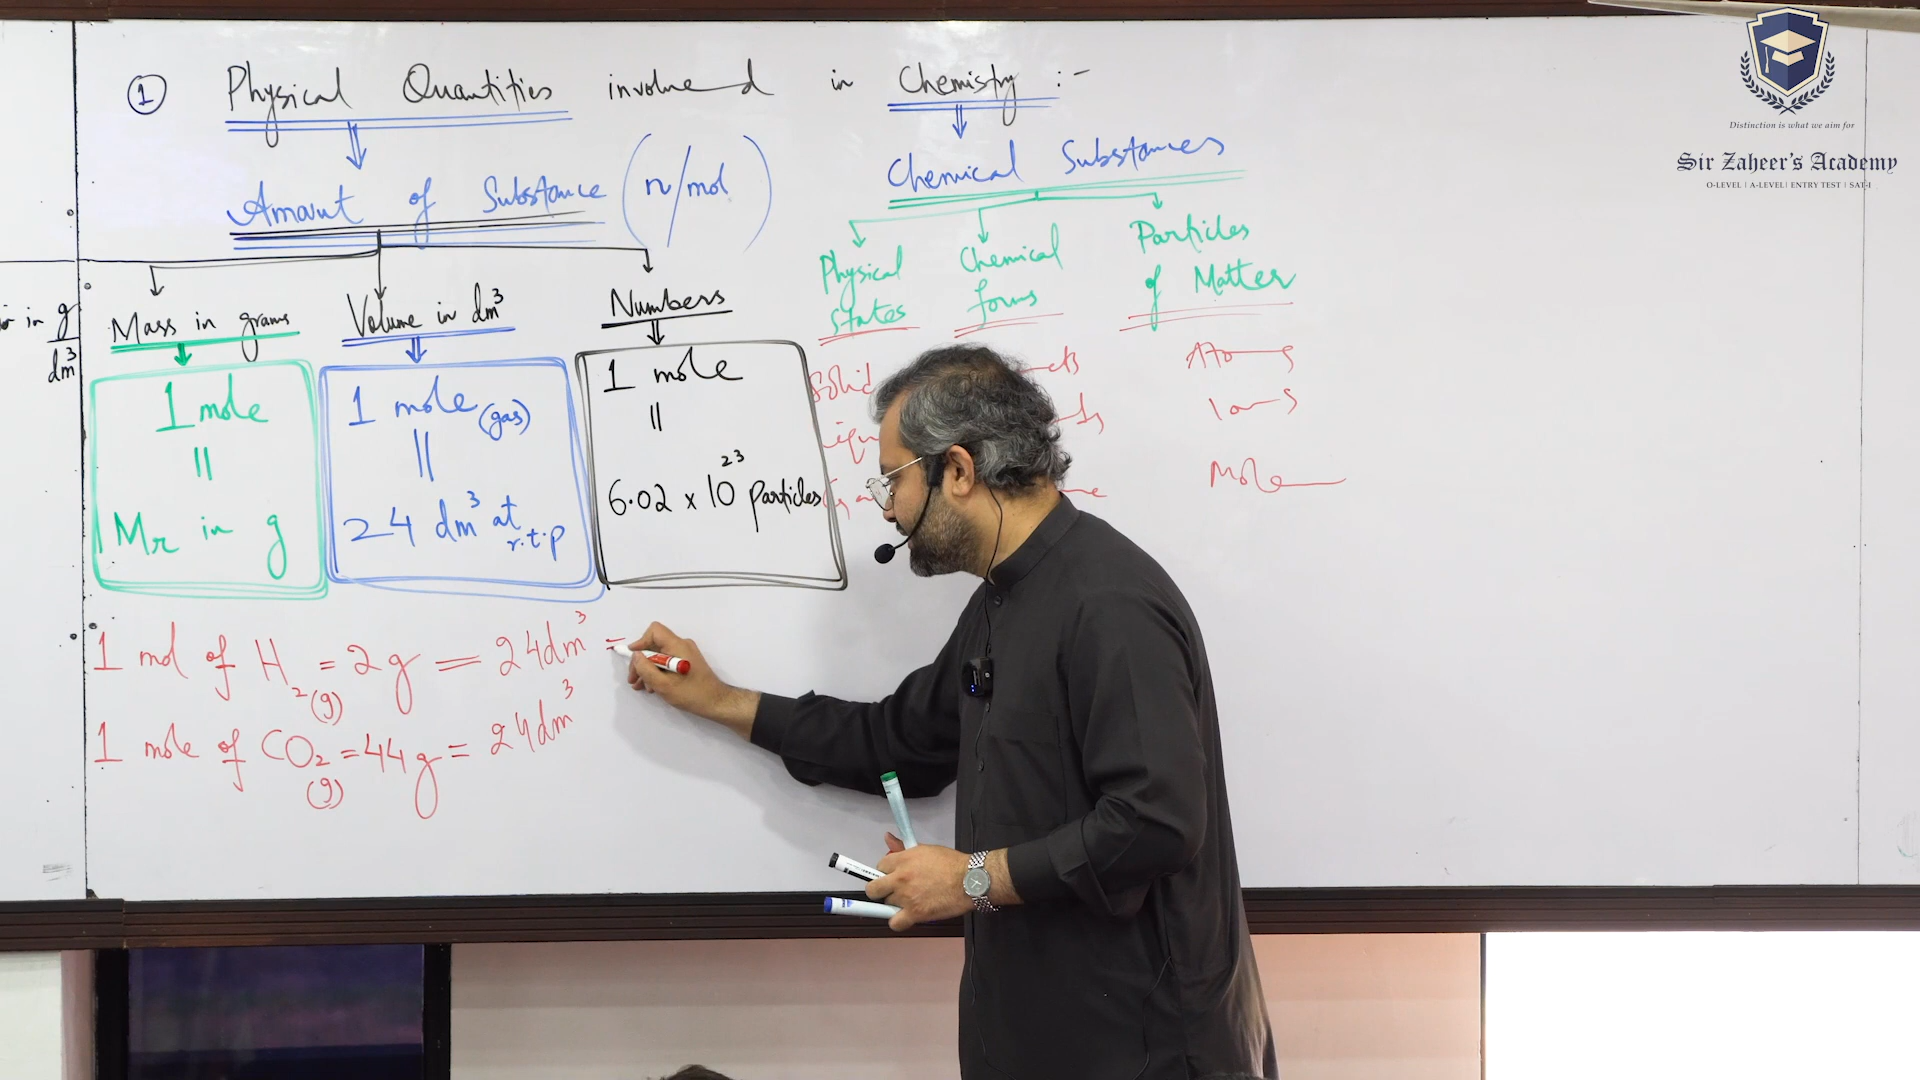 ① Physical Quantities involved in Chemistry :-
Amount of Substance (n/mol)
Chemical Substances
Mass in grams
Volume in dm³
Numbers
Physical States
Chemical forms
Particles of Matter
in g
dm³
1 mole
||
Mr in g
1 mole (gas)
||
24 dm³ at r.t.p
1 mole
||
6.02 x 10²³ particles
Solid
Atoms
Ions
Mole
1 mol of H₂(g) = 2g = 24dm³ =
1 mole of CO₂(g) = 44g = 24dm³
Distinction is what we aim for
Sir Zaheer's Academy
O-LEVEL | A-LEVEL | ENTRY TEST | SAT-I